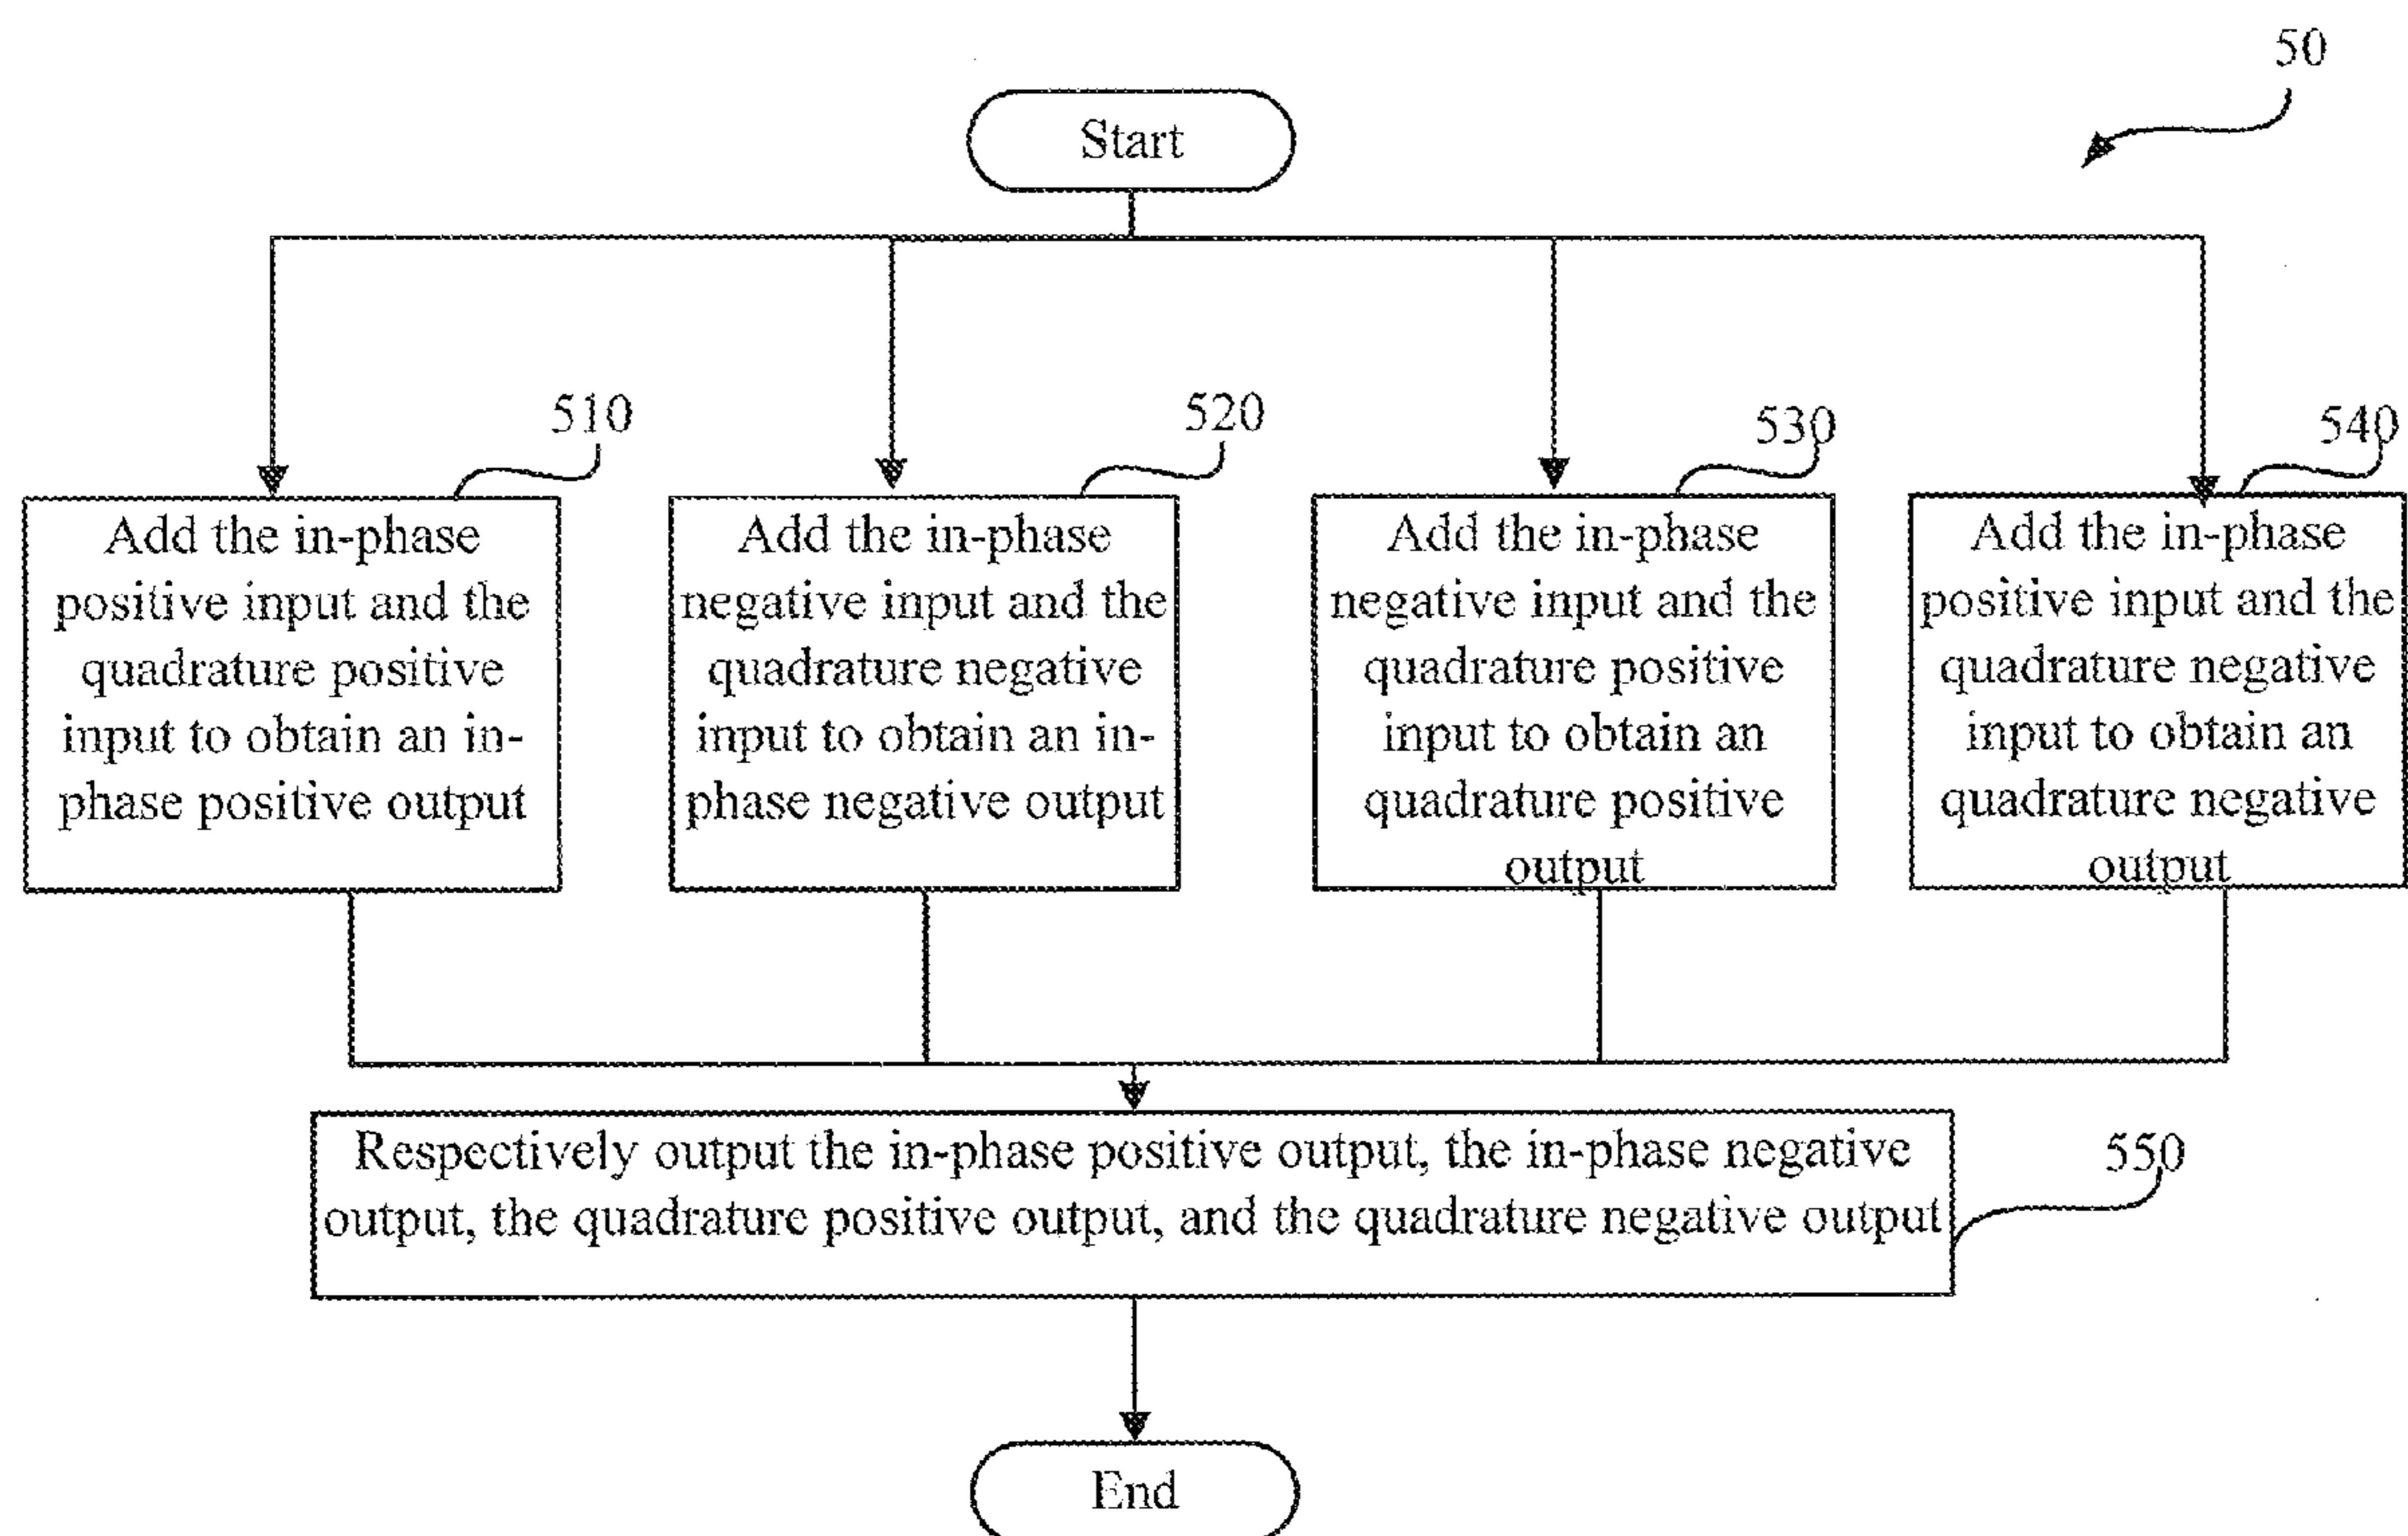 50
Start
510
Add the in-phase
positive input and the
quadrature positive
input to obtain an in-
phase positive output
520
Add the in-phase
negative input and the
quadrature negative
input to obtain an in-
phase negative output
530
Add the in-phase
negative input and the
quadrature positive
input to obtain an
quadrature positive
output
540
Add the in-phase
positive input and the
quadrature negative
input to obtain an
quadrature negative
output
Respectively output the in-phase positive output, the in-phase negative
output, the quadrature positive output, and the quadrature negative output
550
End